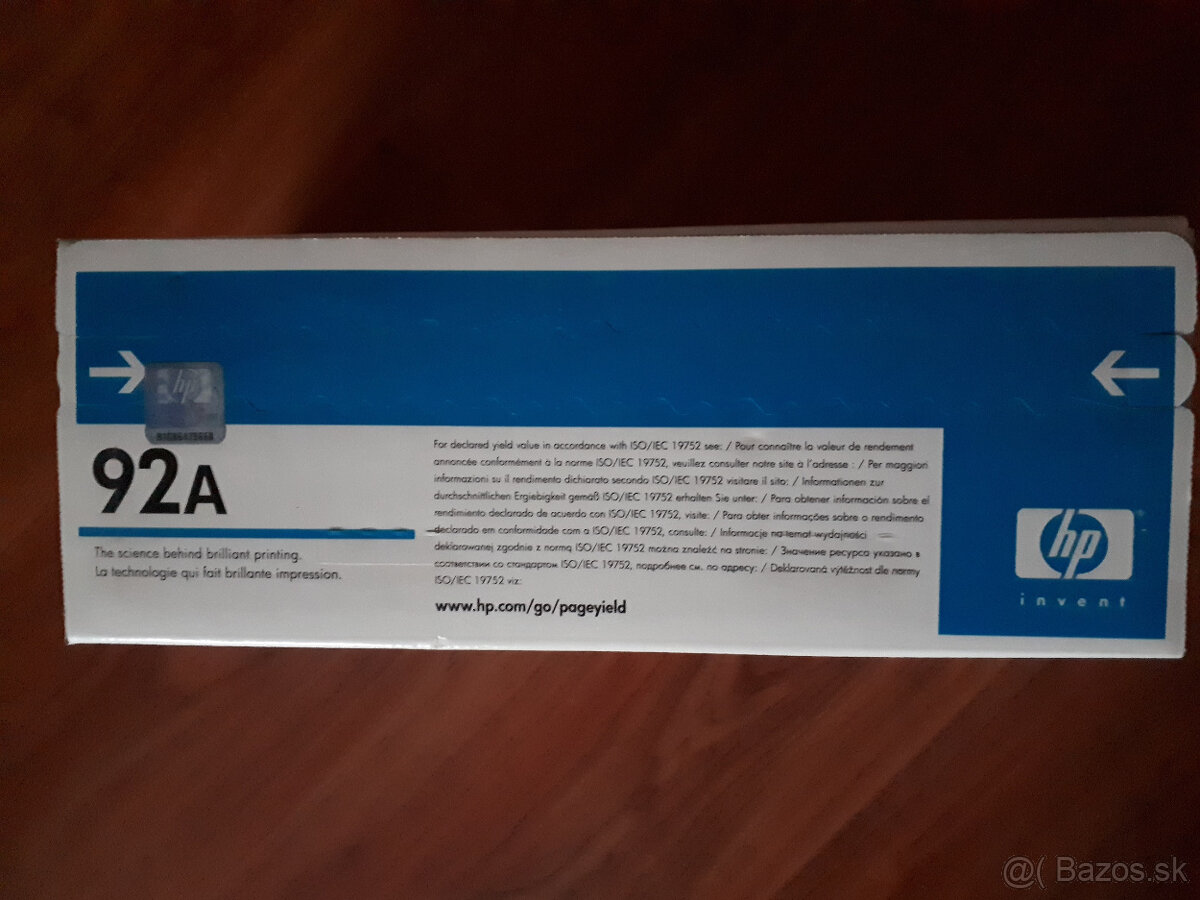 hp
92A
The science behind brilliant printing.
La technologie qui fait brillante impression.
For declared yield value in accordance with ISO/IEC 19752 see: / Pour connaître la valeur de rendement
annoncée conformément à la norme ISO/IEC 19752, veuillez consulter notre site à l'adresse : / Per maggiori
informazioni su il rendimento dichiarato secondo ISO/IEC 19752 visitare il sito: / Informationen zur
durchschnittlichen Ergiebigkeit gemäß ISO/IEC 19752 erhalten Sie unter: / Para obtener información sobre el
rendimiento declarado de acuerdo con ISO/IEC 19752, visite: / Para obter informações sobre o rendimento
declarado em conformidade com a ISO/IEC 19752, consulte: / Informacje na temat wydajności
deklarowanej zgodnie z normą ISO/IEC 19752 można znaleźć na stronie: / Значение ресурса указано в
соответствии со стандартом ISO/IEC 19752, подробнее см. по адресу: / Deklarovaná výtěžnost dle normy
ISO/IEC 19752 viz:
www.hp.com/go/pageyield
hp
invent
@( Bazos.sk